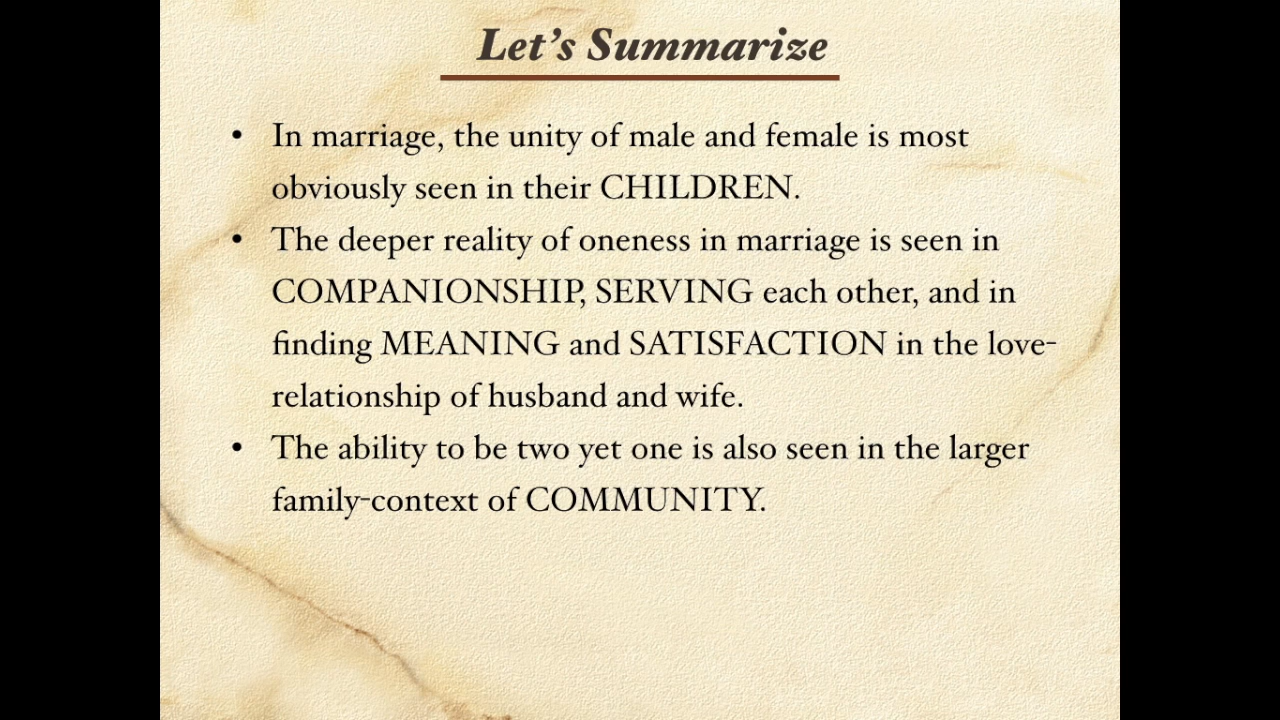 Let’s Summarize
• In marriage, the unity of male and female is most
obviously seen in their CHILDREN.
• The deeper reality of oneness in marriage is seen in
COMPANIONSHIP, SERVING each other, and in
finding MEANING and SATISFACTION in the love-
relationship of husband and wife.
• The ability to be two yet one is also seen in the larger
family-context of COMMUNITY.